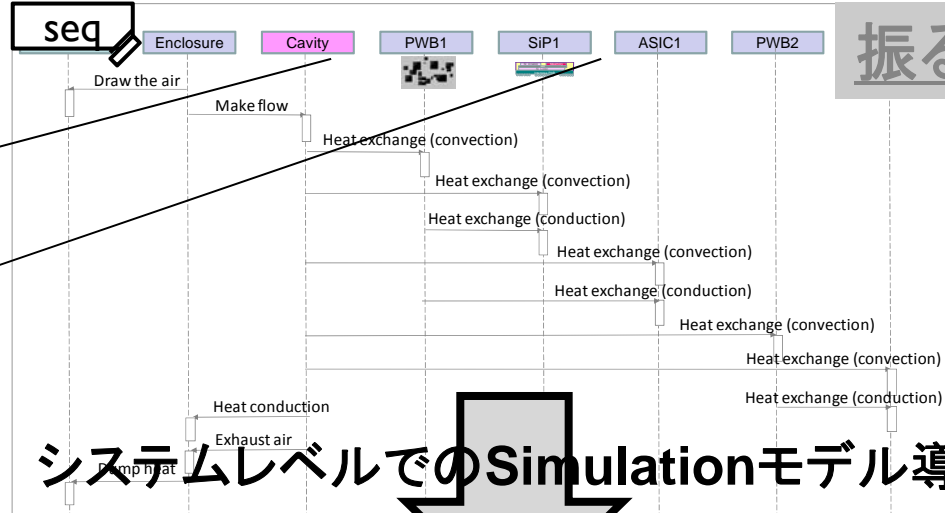 seq
Enclosure
Cavity
PWB1
SiP1
ASIC1
PWB2
振る
Draw the air
Make flow
Heat exchange (convection)
Heat exchange (convection)
Heat exchange (conduction)
Heat exchange (convection)
Heat exchange (conduction)
Heat exchange (convection)
Heat exchange (convection)
Heat exchange (conduction)
Heat conduction
Exhaust air
システムレベルでのSimulationモデル導
Dump heat